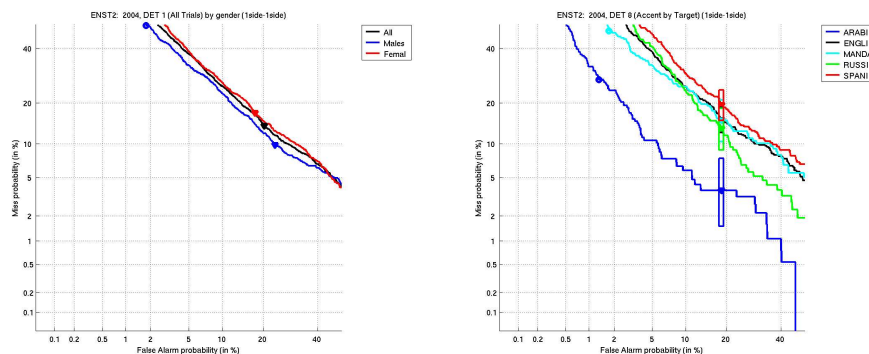 ENST2: 2004, DET 1 (All Trials) by gender (1side-1side)
All
Males
Femal
40
20
10
5
2
1
0.5
0.2
0.1
Miss probability (in %)
0.1 0.2 0.5 1 2 5 10 20 40
False Alarm probability (in %)
ENST2: 2004, DET 8 (Accent by Target) (1side-1side)
ARABI
ENGLI
MANDA
RUSSI
SPANI
40
20
10
5
2
1
0.5
0.2
0.1
Miss probability (in %)
0.1 0.2 0.5 1 2 5 10 20 40
False Alarm probability (in %)